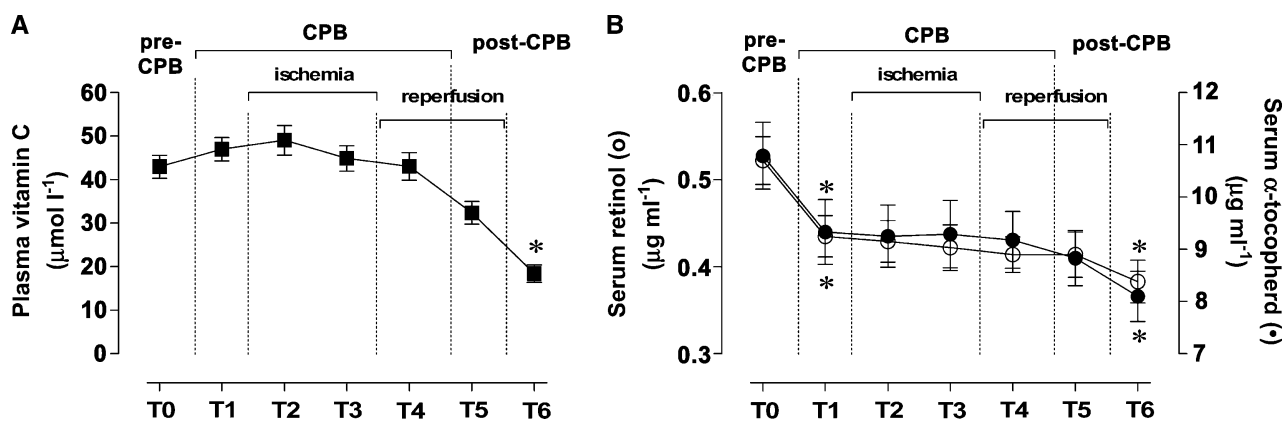 A
pre-
CPB
CPB
post-CPB
ischemia
reperfusion
Plasma vitamin C
(μmol l-1)
60
50
40
30
20
10
0
*
T0 T1 T2 T3 T4 T5 T6
B
pre-
CPB
CPB
post-CPB
ischemia
reperfusion
Serum retinol (o)
(μg ml-1)
0.6
0.5
0.4
0.3
*
*
*
*
12
11
10
9
8
7
Serum α-tocopherd (•)
(μg ml-1)
T0 T1 T2 T3 T4 T5 T6